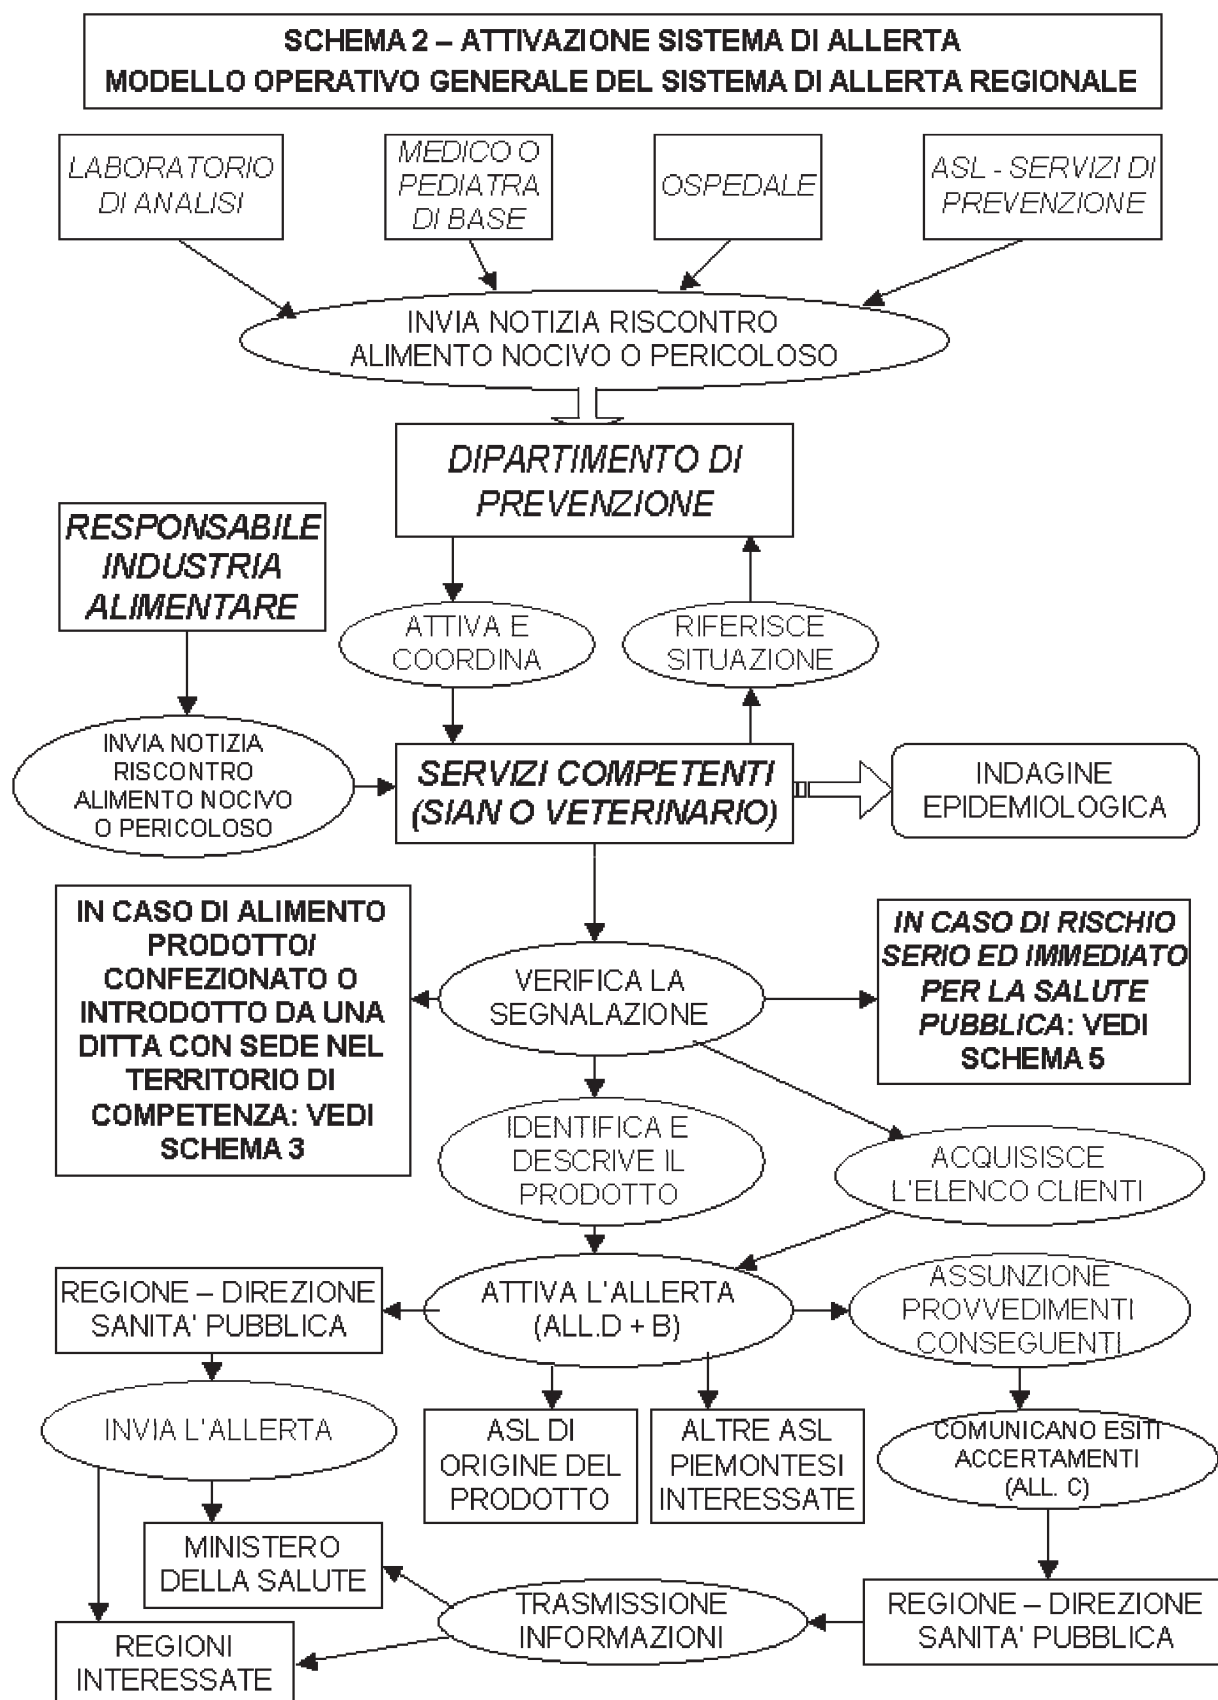 SCHEMA 2 – ATTIVAZIONE SISTEMA DI ALLERTA
MODELLO OPERATIVO GENERALE DEL SISTEMA DI ALLERTA REGIONALE
LABORATORIO
DI ANALISI
MEDICO O
PEDIATRA
DI BASE
OSPEDALE
ASL - SERVIZI DI
PREVENZIONE
INVIA NOTIZIA RISCONTRO
ALIMENTO NOCIVO O PERICOLOSO
DIPARTIMENTO DI
PREVENZIONE
RESPONSABILE
INDUSTRIA
ALIMENTARE
ATTIVA E
COORDINA
RIFERISCE
SITUAZIONE
INVIA NOTIZIA
RISCONTRO
ALIMENTO NOCIVO
O PERICOLOSO
SERVIZI COMPETENTI
(SIAN O VETERINARIO)
INDAGINE
EPIDEMIOLOGICA
IN CASO DI ALIMENTO
PRODOTTO/
CONFEZIONATO O
INTRODOTTO DA UNA
DITTA CON SEDE NEL
TERRITORIO DI
COMPETENZA: VEDI
SCHEMA 3
VERIFICA LA
SEGNALAZIONE
IN CASO DI RISCHIO
SERIO ED IMMEDIATO
PER LA SALUTE
PUBBLICA: VEDI
SCHEMA 5
IDENTIFICA E
DESCRIVE IL
PRODOTTO
ACQUISISCE
L'ELENCO CLIENTI
REGIONE – DIREZIONE
SANITA' PUBBLICA
ATTIVA L'ALLERTA
(ALL.D + B)
ASSUNZIONE
PROVVEDIMENTI
CONSEGUENTI
INVIA L'ALLERTA
ASL DI
ORIGINE DEL
PRODOTTO
ALTRE ASL
PIEMONTESI
INTERESSATE
COMUNICANO ESITI
ACCERTAMENTI
(ALL. C)
MINISTERO
DELLA SALUTE
TRASMISSIONE
INFORMAZIONI
REGIONE – DIREZIONE
SANITA' PUBBLICA
REGIONI
INTERESSATE